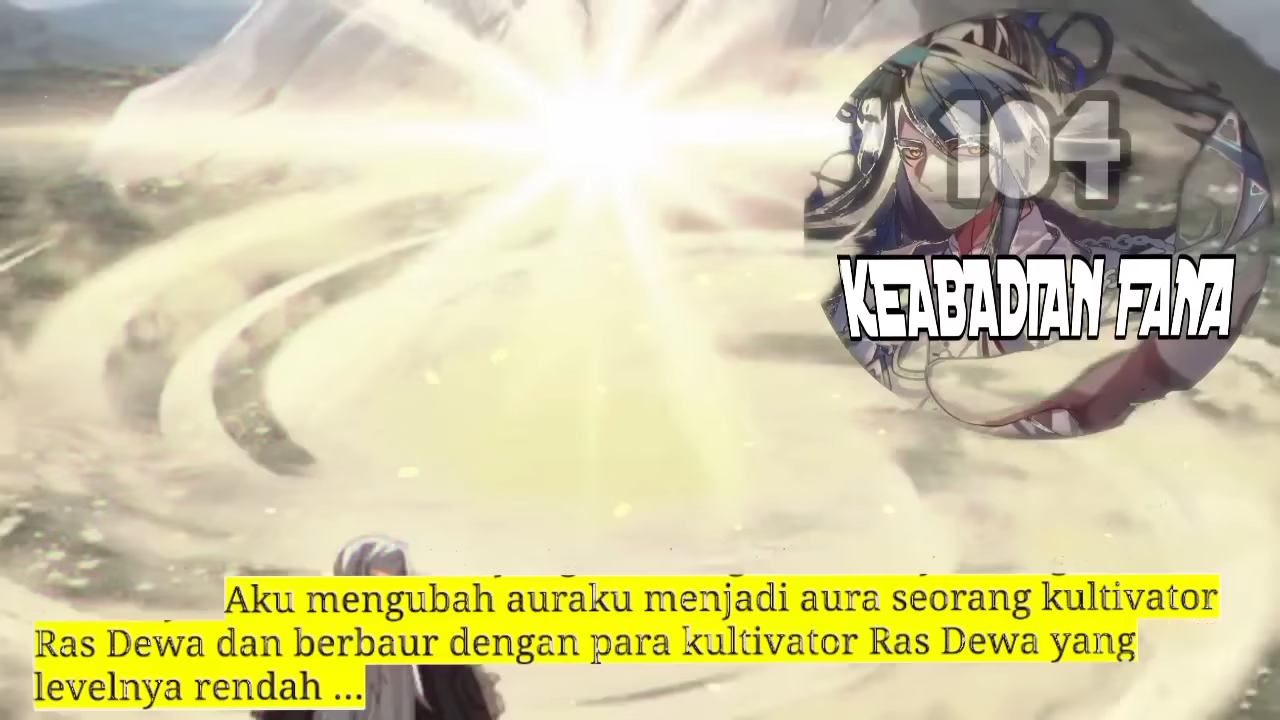 104
KEABADIAN FANA
Aku mengubah auraku menjadi aura seorang kultivator
Ras Dewa dan berbaur dengan para kultivator Ras Dewa yang
levelnya rendah ...